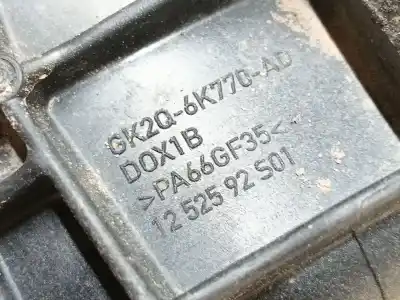 GK2Q-6K770-AD
DOX1B
>PA66GF35<
12 525 92 S01